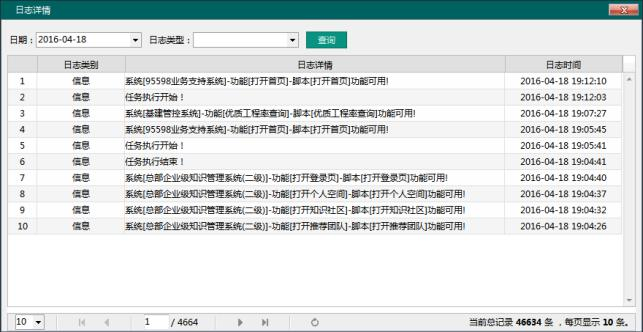 日志详情
日期：2016-04-18 日志类型： 查询
日志类别 日志详情 日志时间
1 信息 系统[95598业务支持系统]-功能[打开首页]-脚本[打开首页]功能可用! 2016-04-18 19:12:10
2 信息 任务执行开始！ 2016-04-18 19:12:03
3 信息 系统[基建管控系统]-功能[优质工程率查询]-脚本[优质工程率查询]功能可用! 2016-04-18 19:07:27
4 信息 系统[95598业务支持系统]-功能[打开首页]-脚本[打开首页]功能可用! 2016-04-18 19:05:45
5 信息 任务执行开始！ 2016-04-18 19:05:41
6 信息 任务执行结束！ 2016-04-18 19:04:41
7 信息 系统[总部企业级知识管理系统(二级)]-功能[打开登录页]-脚本[打开登录页]功能可用! 2016-04-18 19:04:40
8 信息 系统[总部企业级知识管理系统(二级)]-功能[打开个人空间]-脚本[打开个人空间]功能可用! 2016-04-18 19:04:37
9 信息 系统[总部企业级知识管理系统(二级)]-功能[打开知识社区]-脚本[打开知识社区]功能可用! 2016-04-18 19:04:32
10 信息 系统[总部企业级知识管理系统(二级)]-功能[打开推荐团队]-脚本[打开推荐团队]功能可用! 2016-04-18 19:04:26
10 1 / 4664 当前总记录 46634 条 ，每页显示 10 条。